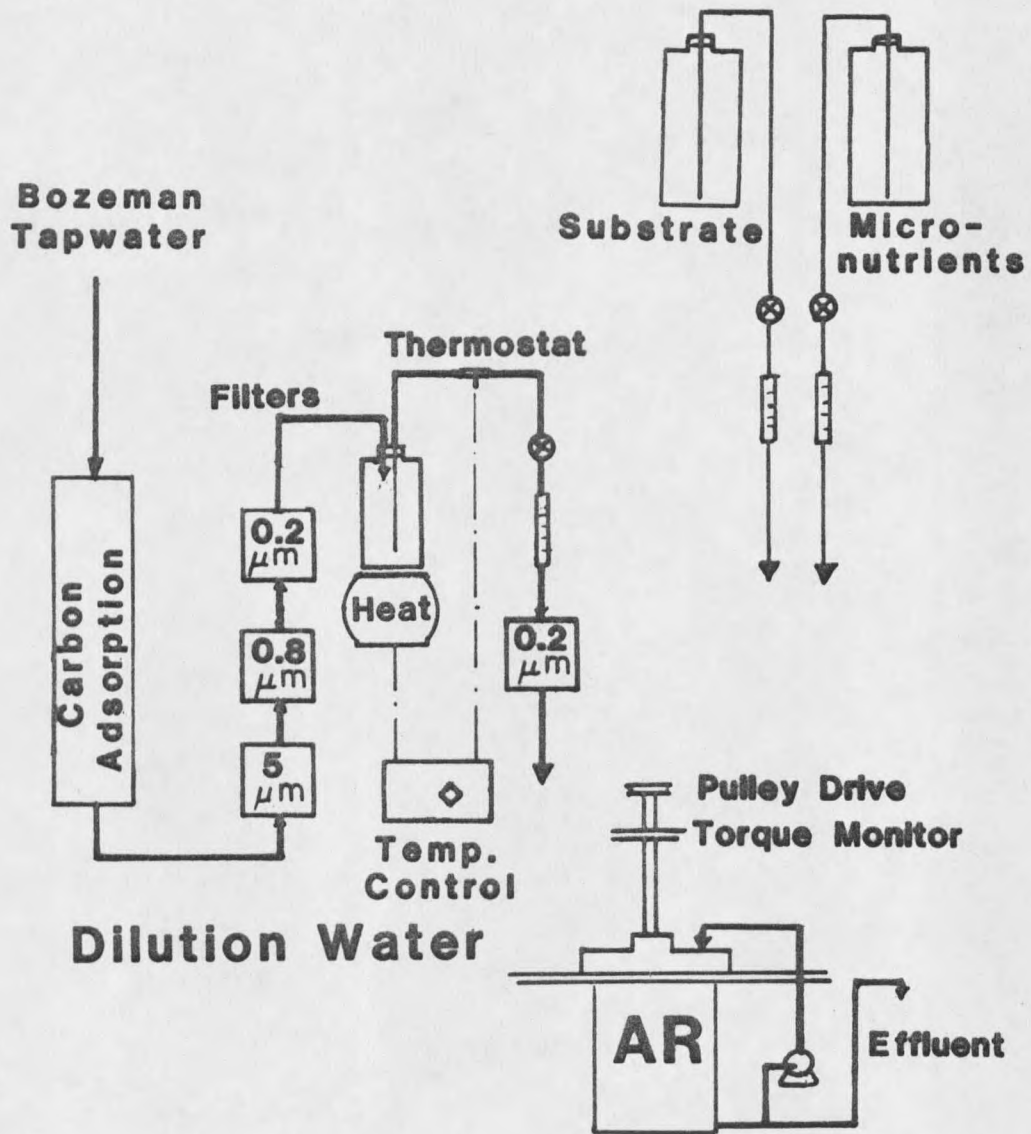 Substrate
Micro-
nutrients
Bozeman
Tapwater
Thermostat
Filters
Carbon
Adsorption
0.2
μm
0.8
μm
5
μm
Heat
0.2
μm
Temp.
Control
Dilution Water
Pulley Drive
Torque Monitor
AR
Effluent